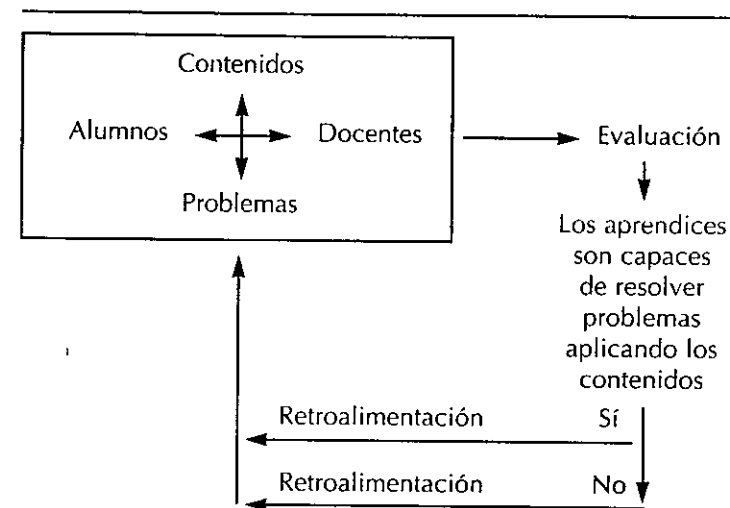 Contenidos
Alumnos Docentes
Evaluación
Problemas
Los aprendices
son capaces
de resolver
problemas
aplicando los
contenidos
Retroalimentación Sí
Retroalimentación No